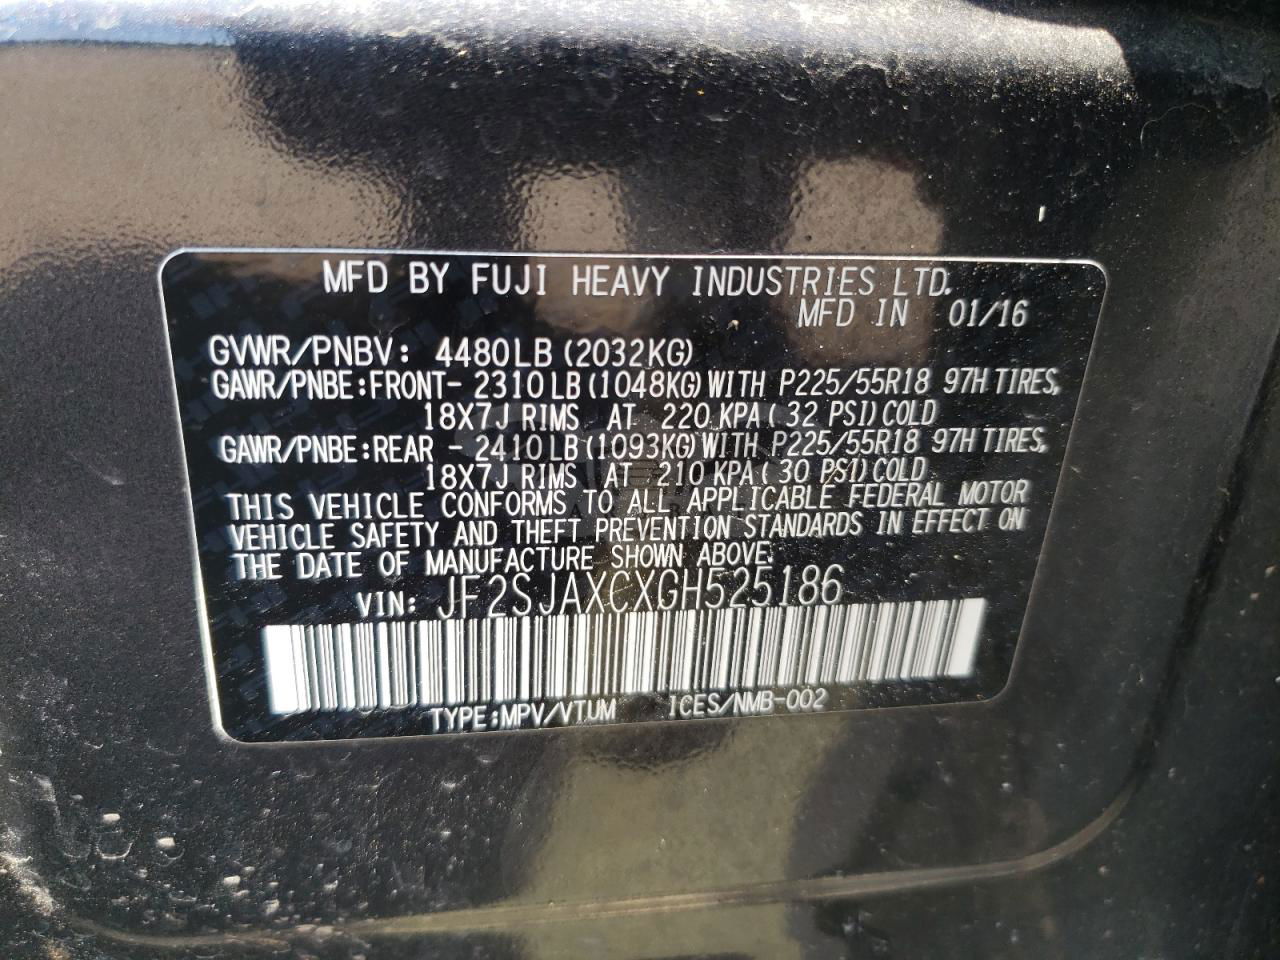 MFD BY FUJI HEAVY INDUSTRIES LTD.
MFD IN 01/16
GVWR/PNBV: 4480LB (2032KG)
GAWR/PNBE:FRONT- 2310LB (1048KG) WITH P225/55R18 97H TIRES,
18X7J RIMS AT 220 KPA ( 32 PSI) COLD
GAWR/PNBE:REAR - 2410LB (1093KG) WITH P225/55R18 97H TIRES,
18X7J RIMS AT 210 KPA ( 30 PSI) COLD
THIS VEHICLE CONFORMS TO ALL APPLICABLE FEDERAL MOTOR
VEHICLE SAFETY AND THEFT PREVENTION STANDARDS IN EFFECT ON
THE DATE OF MANUFACTURE SHOWN ABOVE.
VIN: JF2SJAXCXGH525186
TYPE:MPV/VTUM ICES/NMB-002